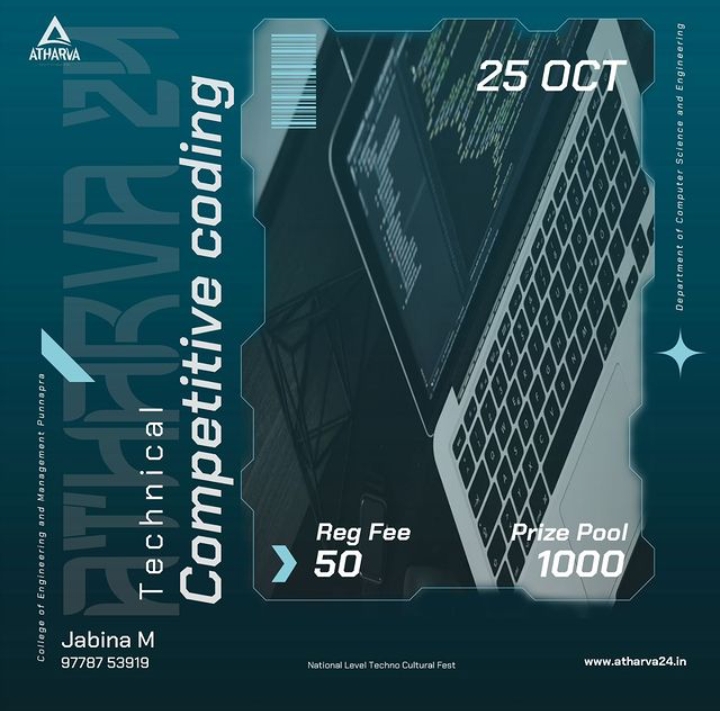 ATHARVA
ATHARVA 24
Technical
Competitive coding
25 OCT
Department of Computer Science and Engineering
College of Engineering and Management Punnapra
Reg Fee
50
Prize Pool
1000
Jabina M
97787 53919
National Level Techno Cultural Fest
www.atharva24.in